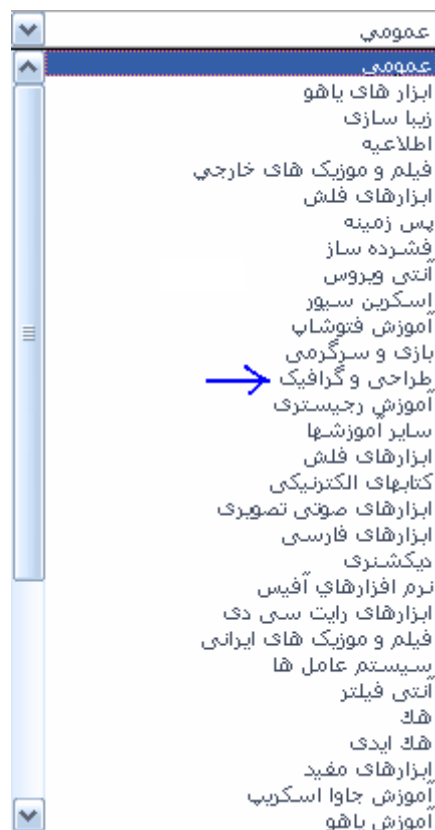 عمومي
عمومي
ابزار های یاهو
زیبا سازی
اطلاعیه
فیلم و موزیک های خارجي
ابزارهای فلش
پس زمینه
فشرده ساز
آنتی ویروس
اسکرین سیور
آموزش فتوشاپ
بازی و سرگرمی
طراحی و گرافیک
آموزش رجیستری
سایر آموزشها
ابزارهای فلش
کتابهای الکترنیکی
ابزارهای صوتی تصویری
ابزارهای فارسی
دیکشنری
نرم افزارهاي آفیس
ابزارهای رایت سی دی
فیلم و موزیک های ایرانی
سیستم عامل ها
آنتی فیلتر
هك
هك ایدی
ابزارهای مفید
آموزش جاوا اسکریپ
آموزش یاهو